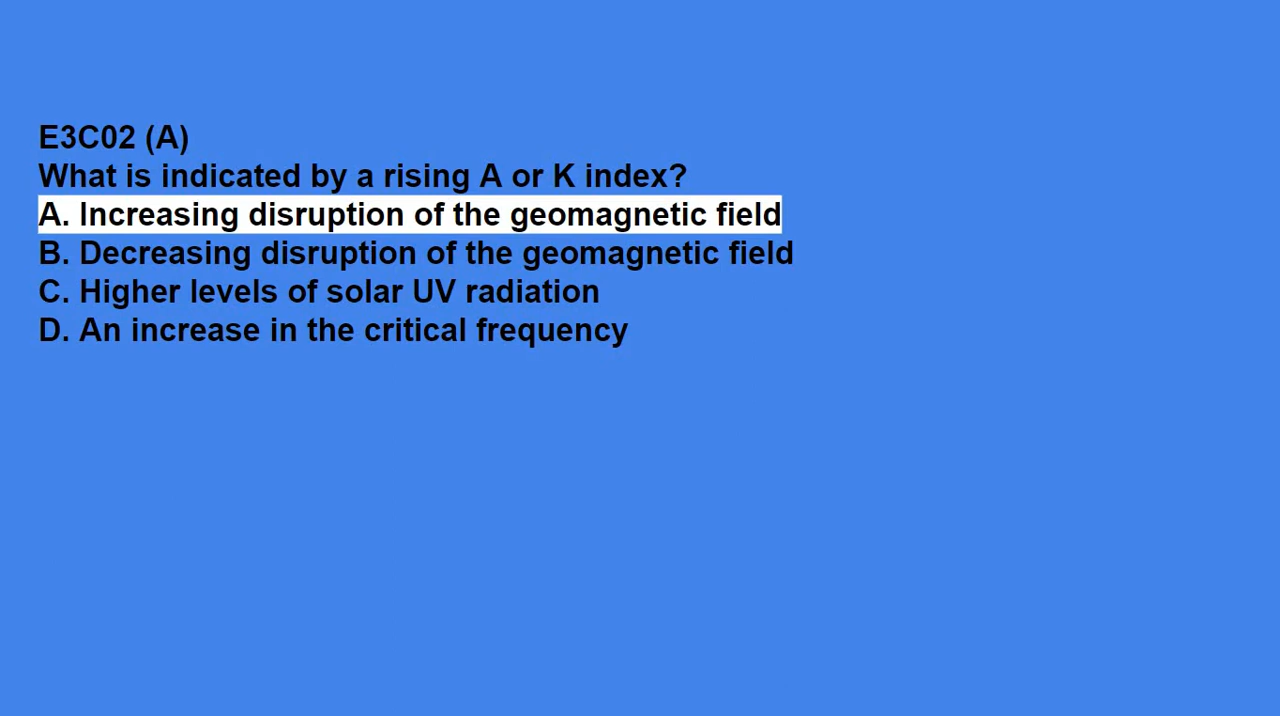 E3C02 (A)
What is indicated by a rising A or K index?
A. Increasing disruption of the geomagnetic field
B. Decreasing disruption of the geomagnetic field
C. Higher levels of solar UV radiation
D. An increase in the critical frequency